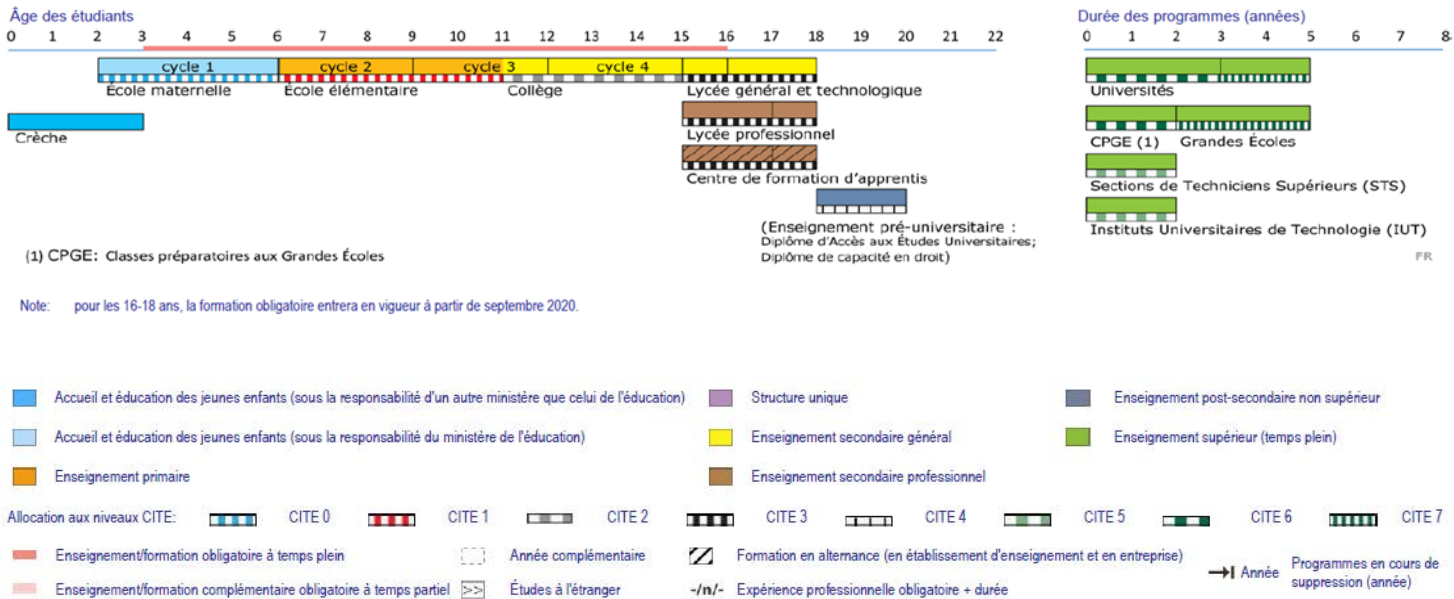 Âge des étudiants
Durée des programmes (années)
0 1 2 3 4 5 6 7 8 9 10 11 12 13 14 15 16 17 18 19 20 21 22
0 1 2 3 4 5 6 7 8
cycle 1 cycle 2 cycle 3 cycle 4
École maternelle École élémentaire Collège Lycée général et technologique
Universités
Crèche
Lycée professionnel
CPGE (1) Grandes Écoles
Centre de formation d'apprentis
Sections de Techniciens Supérieurs (STS)
(Enseignement pré-universitaire :
Diplôme d'Accès aux Études Universitaires;
Diplôme de capacité en droit)
Instituts Universitaires de Technologie (IUT)
(1) CPGE: Classes préparatoires aux Grandes Écoles
FR
Note: pour les 16-18 ans, la formation obligatoire entrera en vigueur à partir de septembre 2020.
Accueil et éducation des jeunes enfants (sous la responsabilité d'un autre ministère que celui de l'éducation)
Structure unique
Enseignement post-secondaire non supérieur
Accueil et éducation des jeunes enfants (sous la responsabilité du ministère de l'éducation)
Enseignement secondaire général
Enseignement supérieur (temps plein)
Enseignement primaire
Enseignement secondaire professionnel
Allocation aux niveaux CITE: CITE 0 CITE 1 CITE 2 CITE 3 CITE 4 CITE 5 CITE 6 CITE 7
Enseignement/formation obligatoire à temps plein
Année complémentaire
Formation en alternance (en établissement d'enseignement et en entreprise)
Année
Programmes en cours de
suppression (année)
Enseignement/formation complémentaire obligatoire à temps partiel
>> Études à l'étranger
-/n/- Expérience professionnelle obligatoire + durée